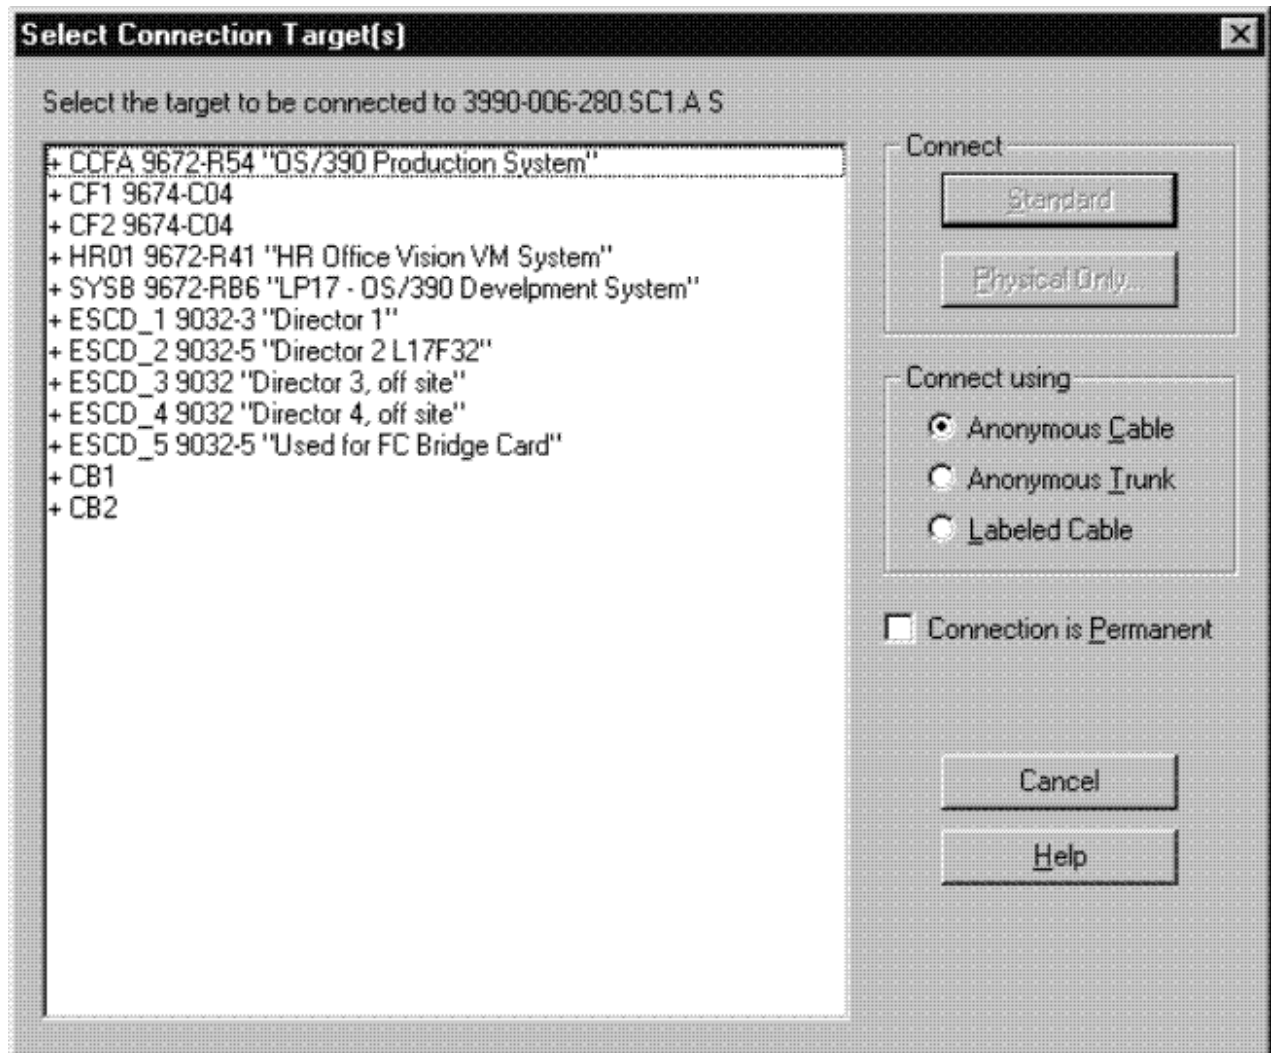 Select Connection Target(s)
Select the target to be connected to 3990-006-280.SC1.A S
+ CCFA 9672-R54 "OS/390 Production System"
+ CF1 9674-C04
+ CF2 9674-C04
+ HR01 9672-R41 "HR Office Vision VM System"
+ SYSB 9672-RB6 "LP17 - OS/390 Develpment System"
+ ESCD_1 9032-3 "Director 1"
+ ESCD_2 9032-5 "Director 2 L17F32"
+ ESCD_3 9032 "Director 3, off site"
+ ESCD_4 9032 "Director 4, off site"
+ ESCD_5 9032-5 "Used for FC Bridge Card"
+ CB1
+ CB2
Connect
Standard
Physical Only...
Connect using
Anonymous Cable
Anonymous Trunk
Labeled Cable
Connection is Permanent
Cancel
Help